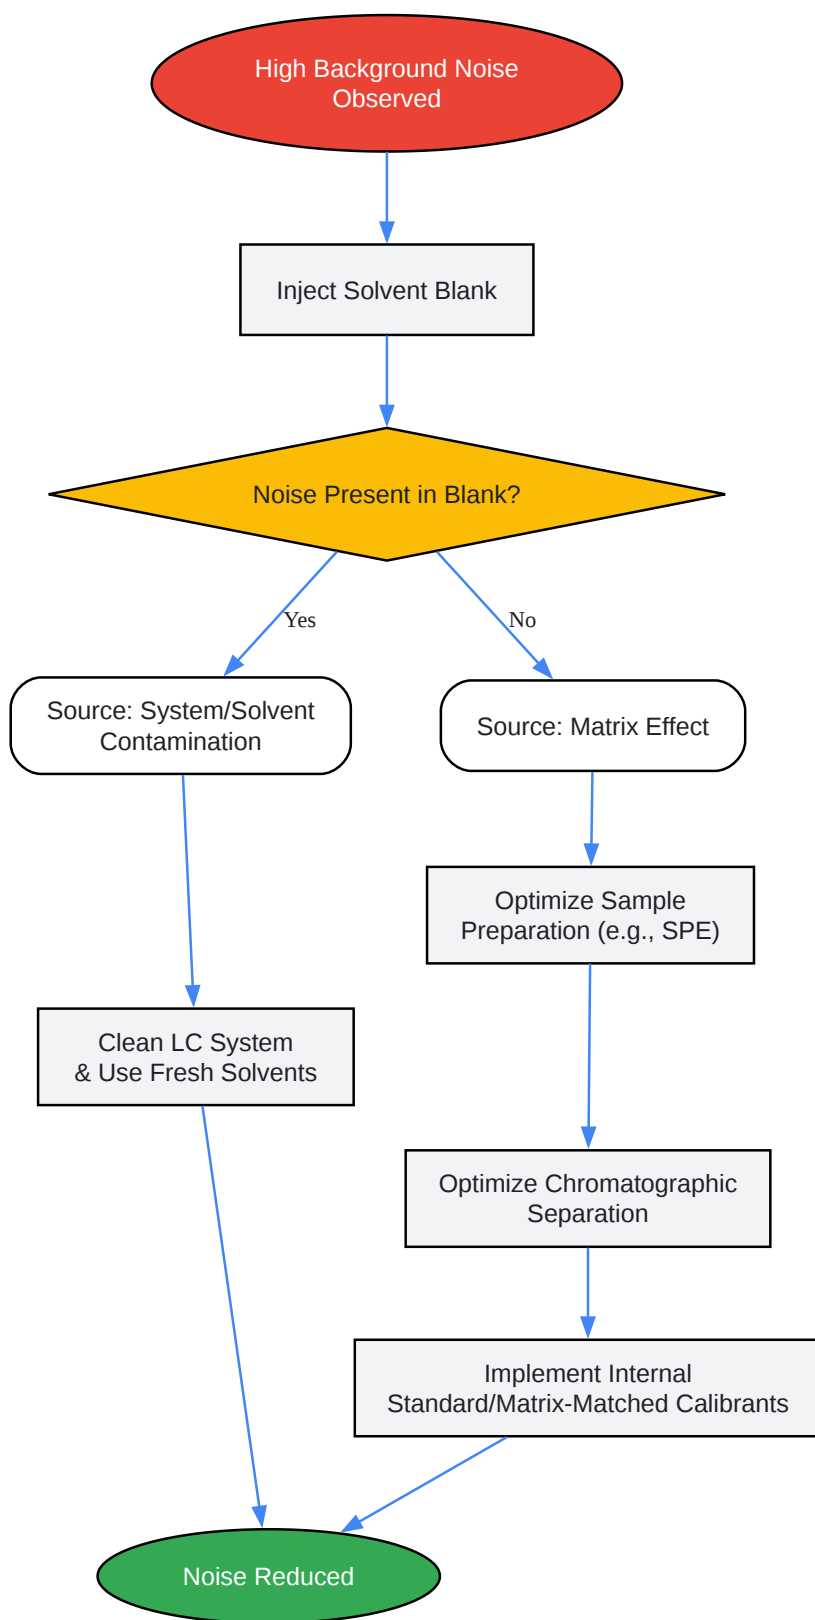 High Background Noise
Observed
Inject Solvent Blank
Noise Present in Blank?
Yes
No
Source: System/Solvent
Contamination
Source: Matrix Effect
Optimize Sample
Preparation (e.g., SPE)
Clean LC System
& Use Fresh Solvents
Optimize Chromatographic
Separation
Implement Internal
Standard/Matrix-Matched Calibrants
Noise Reduced